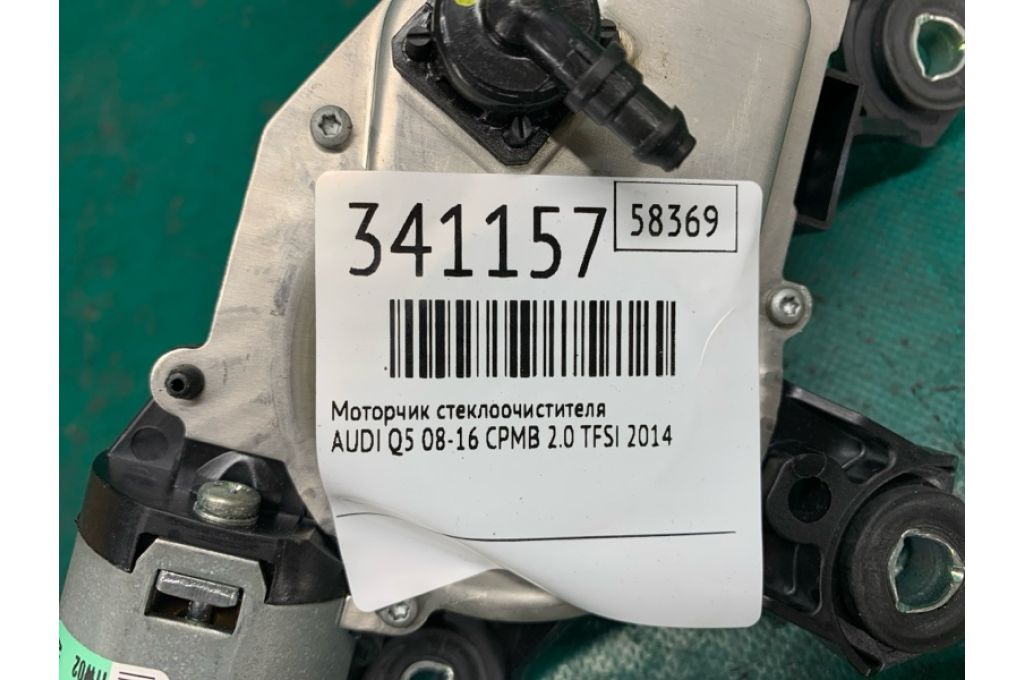 341157
58369
Моторчик стеклоочистителя
AUDI Q5 08-16 CPMB 2.0 TFSI 2014